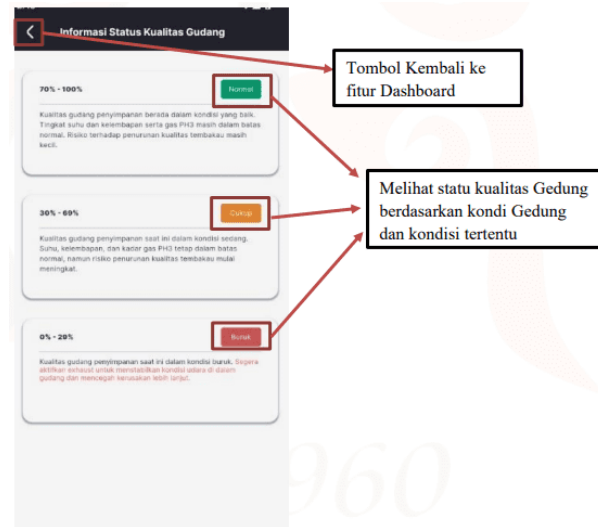 Informasi Status Kualitas Gudang
Tombol Kembali ke
fitur Dashboard
70% - 100%
Normal
Kualitas gudang penyimpanan berada dalam kondisi yang baik.
Tingkat suhu dan kelembapan serta gas PH3 masih dalam batas
normal. Risiko terhadap penurunan kualitas tembakau masih
kecil.
Melihat statu kualitas Gedung
berdasarkan kondi Gedung
dan kondisi tertentu
30% - 69%
Cukup
Kualitas gudang penyimpanan saat ini dalam kondisi sedang.
Suhu, kelembapan, dan kadar gas PH3 tetap dalam batas
normal, namun risiko penurunan kualitas tembakau mulai
meningkat.
0% - 29%
Buruk
Kualitas gudang penyimpanan saat ini dalam kondisi buruk. Segera
aktifkan exhaust untuk menstabilkan kondisi udara di dalam
gudang dan mencegah kerusakan lebih lanjut.
960